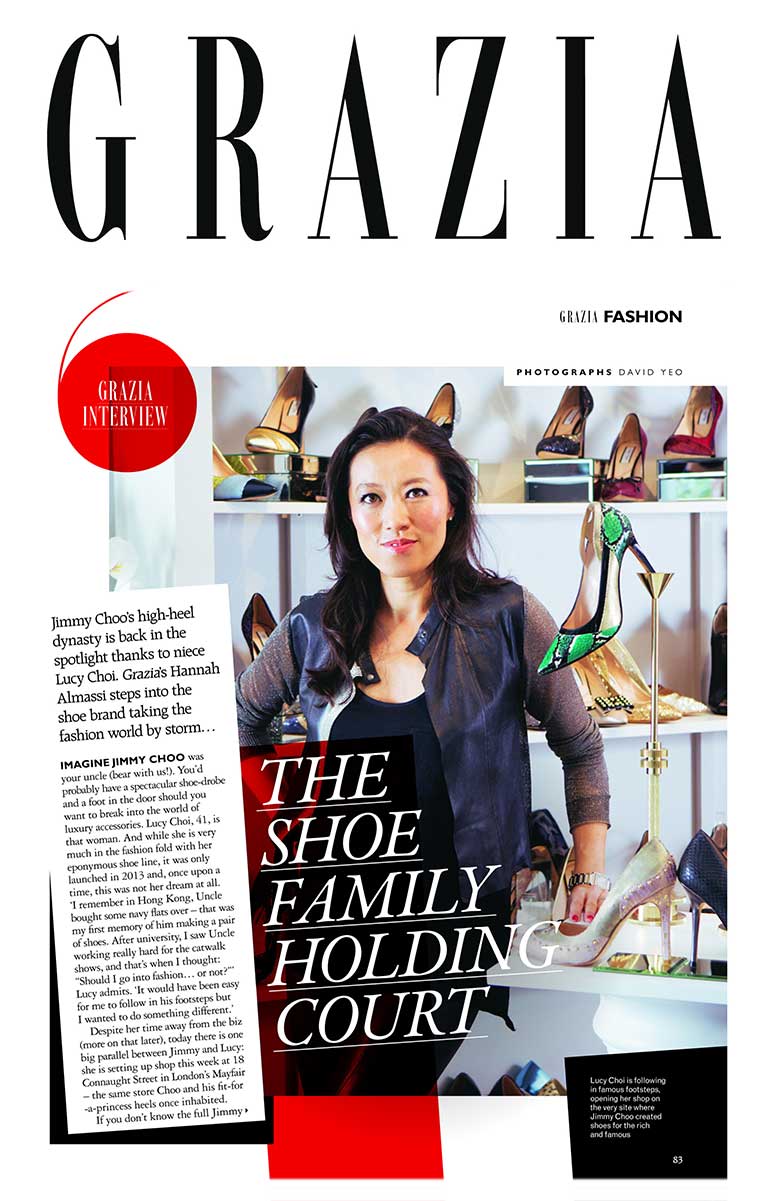 GRAZIA
GRAZIA FASHION
PHOTOGRAPHS DAVID YEO
GRAZIA
INTERVIEW
Jimmy Choo's high-heel
dynasty is back in the
spotlight thanks to niece
Lucy Choi. Grazia's Hannah
Almassi steps into the
shoe brand taking the
fashion world by storm…
IMAGINE JIMMY CHOO was
your uncle (bear with us!). You'd
probably have a spectacular shoe-drobe
and a foot in the door should you
want to break into the world of
luxury accessories. Lucy Choi, 41, is
that woman. And while she is very
much in the fashion fold with her
eponymous shoe line, it was only
launched in 2013 and, once upon a
time, this was not her dream at all.
'I remember in Hong Kong, Uncle
bought some navy flats over – that was
my first memory of him making a pair
of shoes. After university, I saw Uncle
working really hard for the catwalk
shows, and that's when I thought:
"Should I go into fashion… or not?"'
Lucy admits. 'It would have been easy
for me to follow in his footsteps but
I wanted to do something different.'
Despite her time away from the biz
(more on that later), today there is one
big parallel between Jimmy and Lucy:
she is setting up shop this week at 18
Connaught Street in London's Mayfair
– the same store Choo and his fit-for
-a-princess heels once inhabited.
If you don't know the full Jimmy
THE
SHOE
FAMILY
HOLDING
COURT
Lucy Choi is following
in famous footsteps,
opening her shop on
the very site where
Jimmy Choo created
shoes for the rich
and famous
83